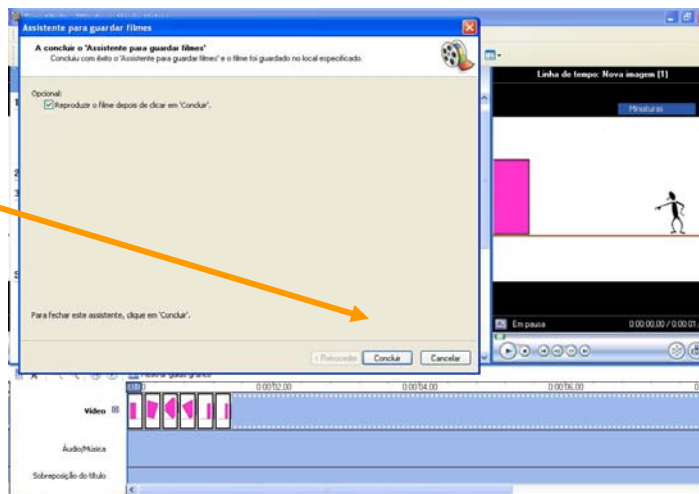 Assistente para guardar filmes
A concluir o 'Assistente para guardar filmes'
Concluiu com êxito o 'Assistente para guardar filmes' e o filme foi guardado no local especificado.
Linha de tempo: Nova imagem (1)
Miniaturas
Opcional:
Reproduzir o filme depois de clicar em 'Concluir'.
Para fechar este assistente, clique em 'Concluir'.
Em pausa
0:00:00,00 / 0:00:01,
< Retroceder
Concluir
Cancelar
0:00:02,00
0:00:04,00
0:00:06,00
Vídeo
Áudio/Música
Sobreposição do título